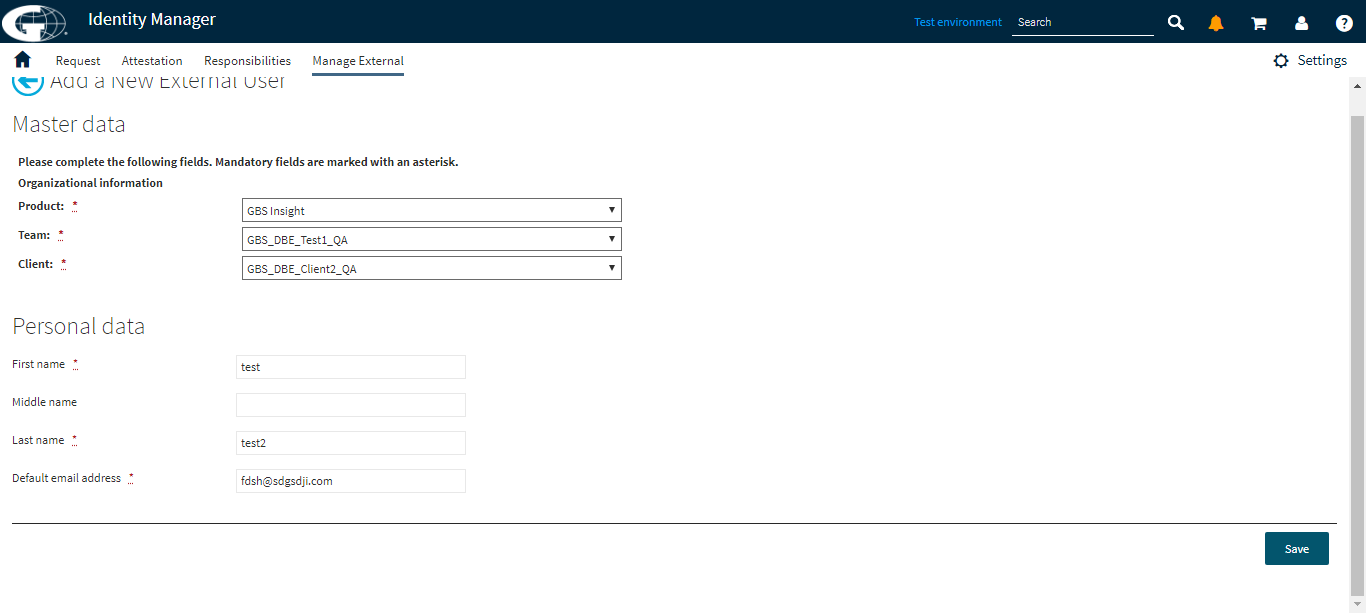 Identity Manager
Test environment
Search
Request Attestation Responsibilities Manage External
Settings
Add a New External User
Master data
Please complete the following fields. Mandatory fields are marked with an asterisk.
Organizational information
Product: * GBS Insight
Team: * GBS_DBE_Test1_QA
Client: * GBS_DBE_Client2_QA
Personal data
First name * test
Middle name
Last name * test2
Default email address * fdsh@sdgsdji.com
Save